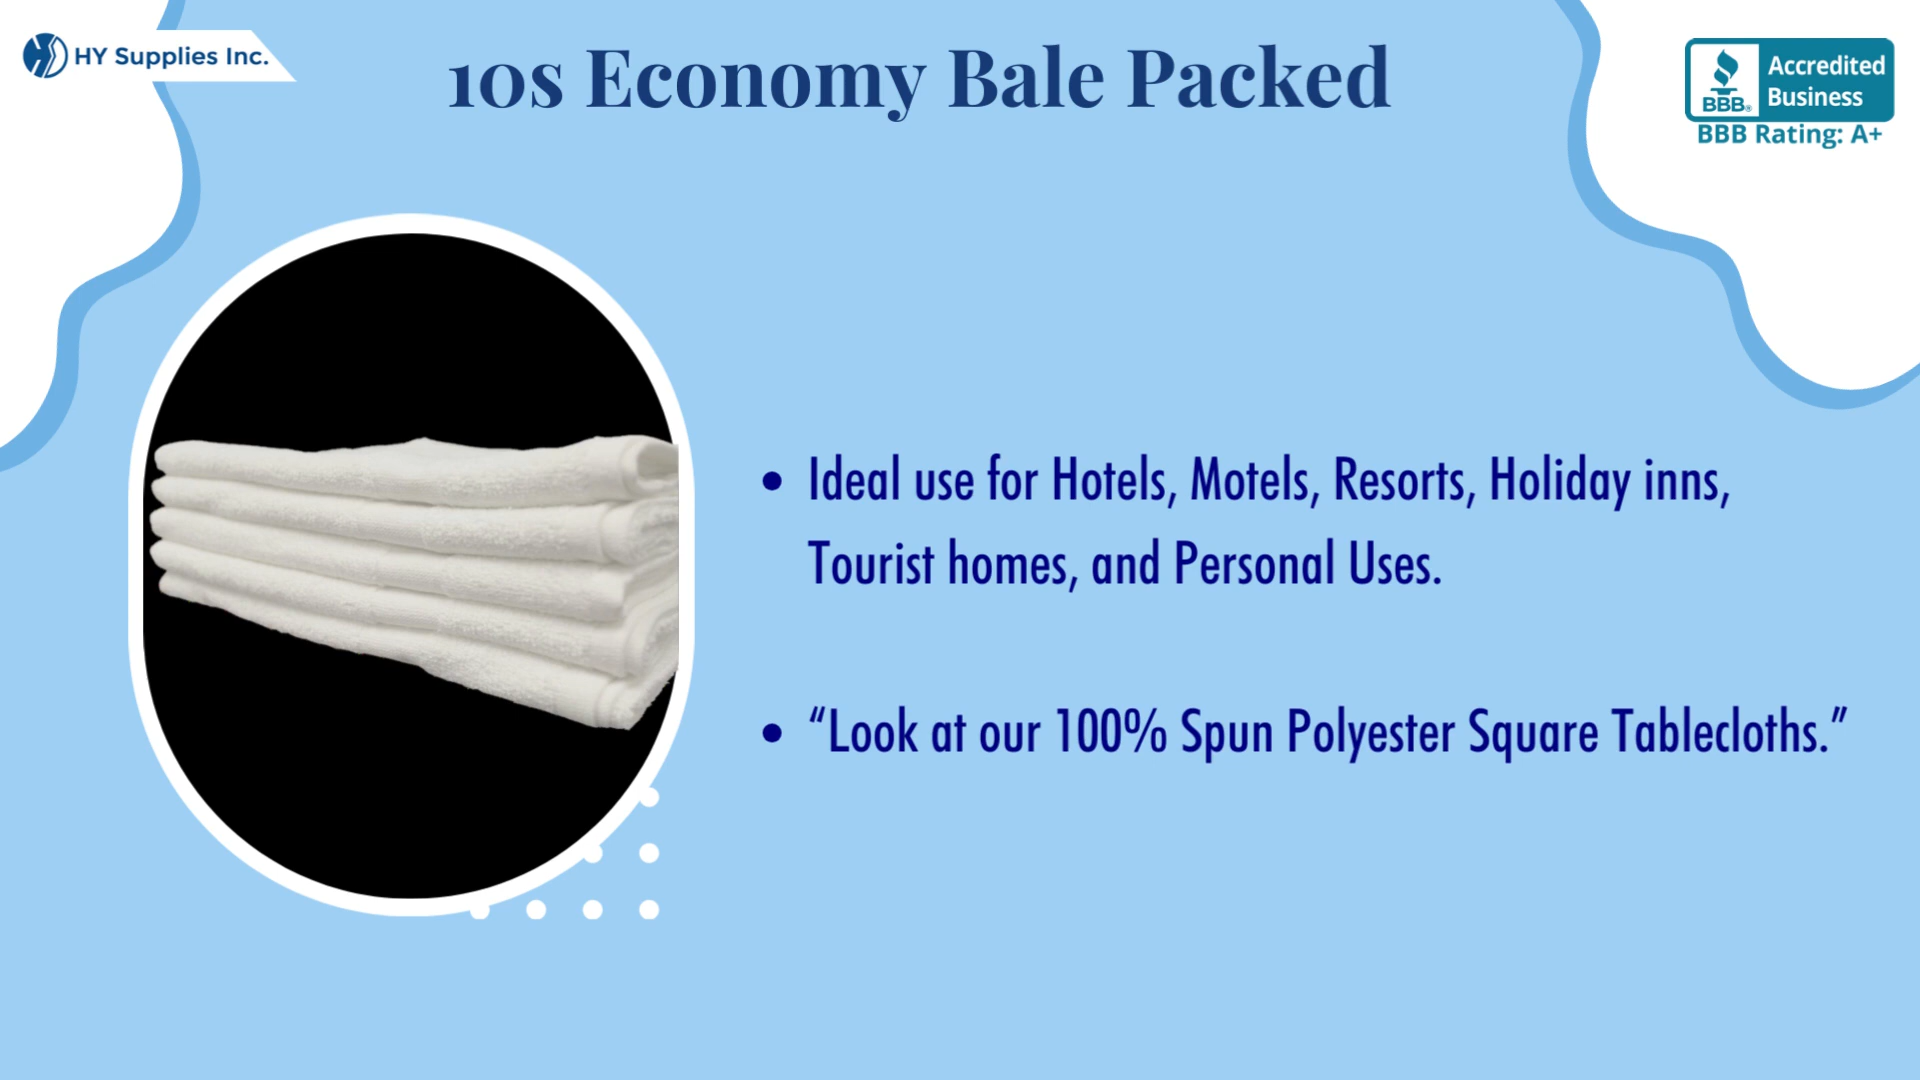 HY Supplies Inc.
10s Economy Bale Packed
BBB®
Accredited
Business
BBB Rating: A+
• Ideal use for Hotels, Motels, Resorts, Holiday inns,
Tourist homes, and Personal Uses.
• “Look at our 100% Spun Polyester Square Tablecloths.”